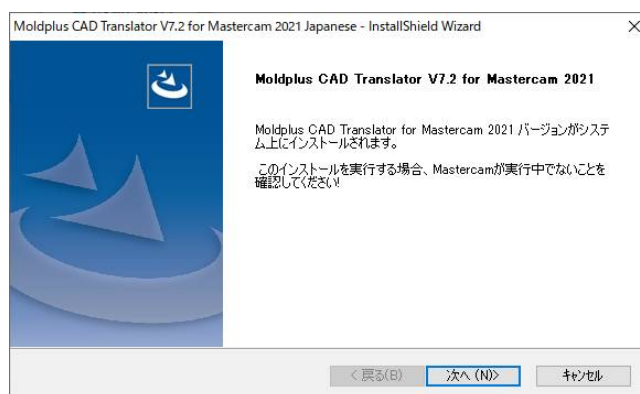 Moldplus CAD Translator V7.2 for Mastercam 2021 Japanese - InstallShield Wizard
Moldplus CAD Translator V7.2 for Mastercam 2021
Moldplus CAD Translator for Mastercam 2021 バージョンがシステ
ム上にインストールされます。
このインストールを実行する場合、Mastercamが実行中でないことを
確認してください!
< 戻る(B)
次へ (N)>
キャンセル